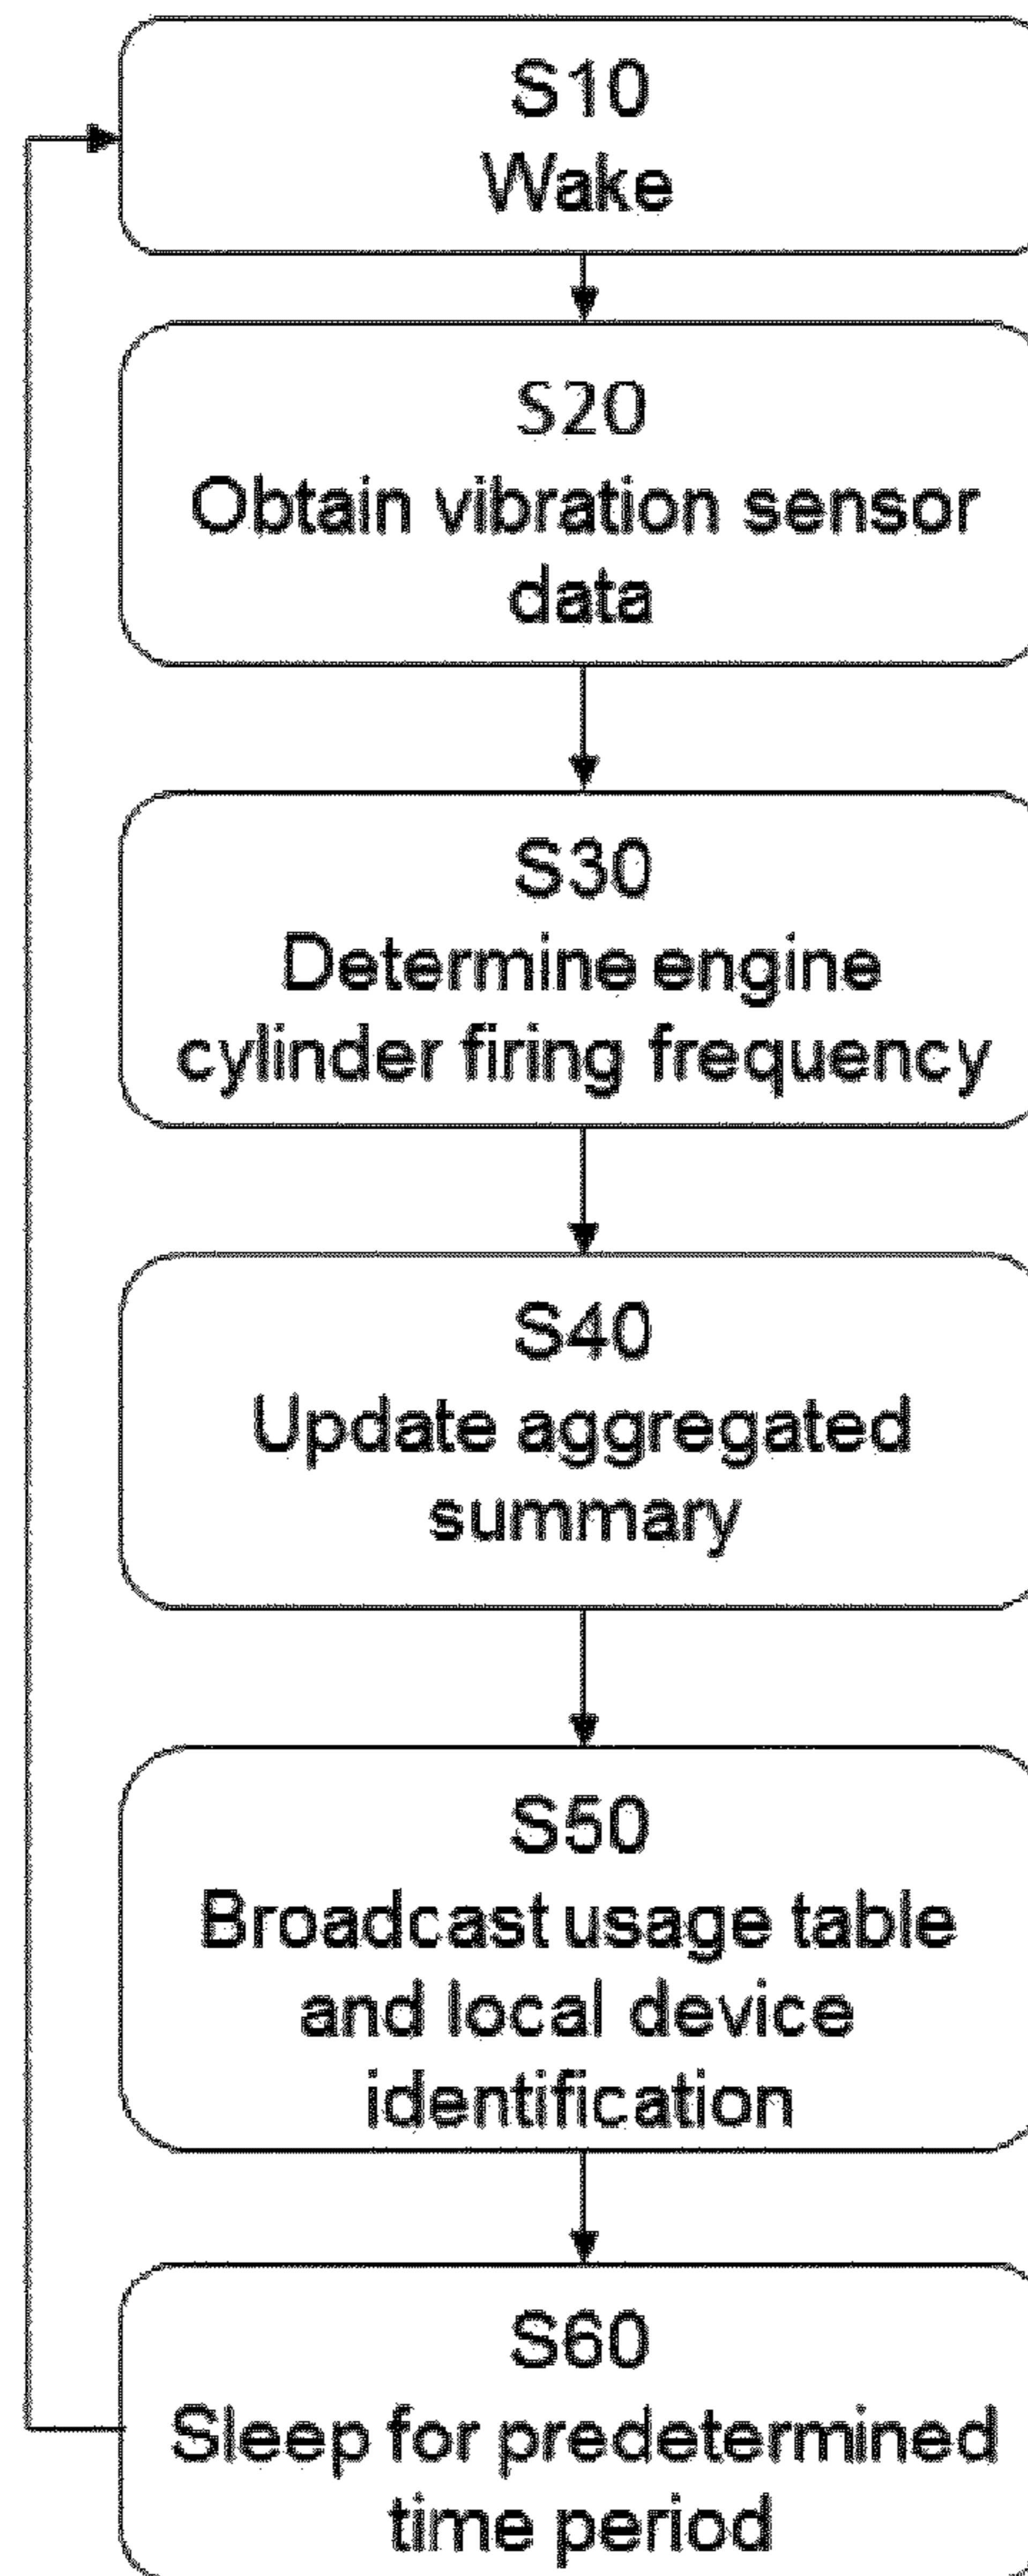 S10
Wake
S20
Obtain vibration sensor
data
S30
Determine engine
cylinder firing frequency
S40
Update aggregated
summary
S50
Broadcast usage table
and local device
identification
S60
Sleep for predetermined
time period